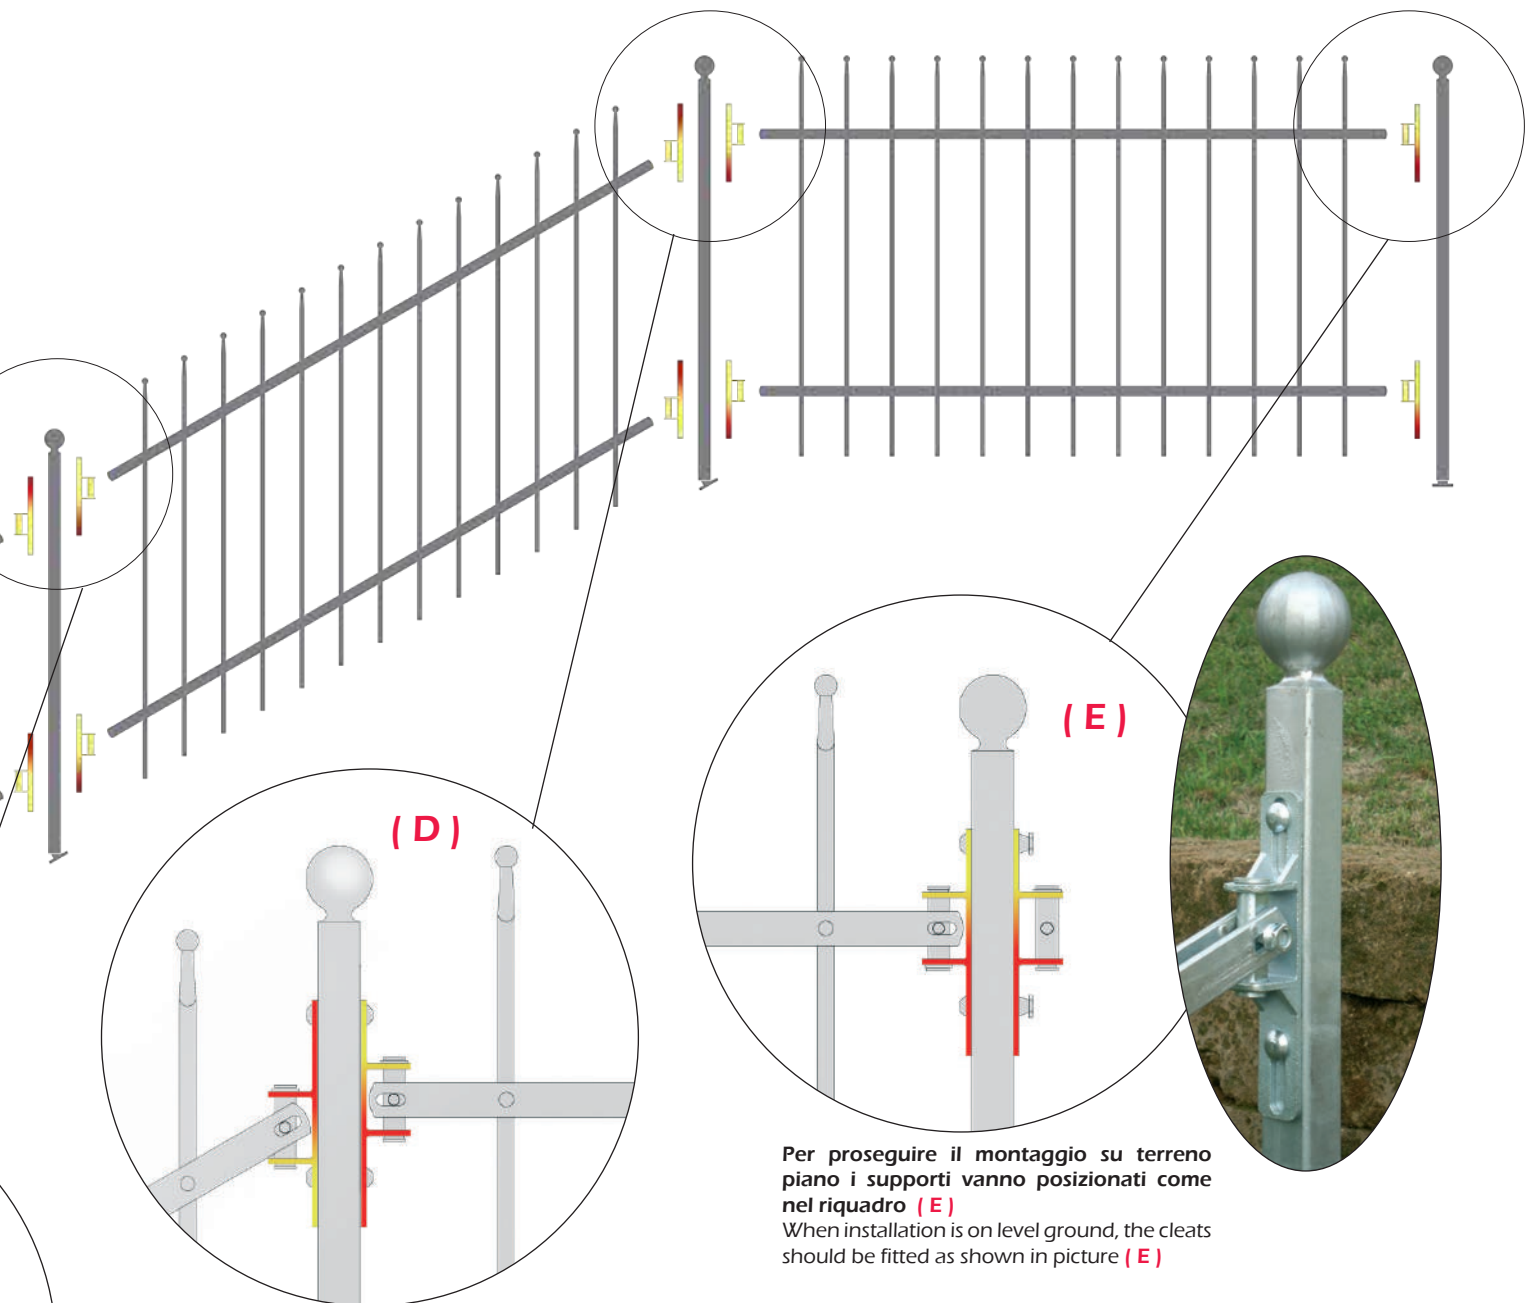 ( E )
( D )
Per proseguire il montaggio su terreno
piano i supporti vanno posizionati come
nel riquadro ( E )
When installation is on level ground, the cleats
should be fitted as shown in picture ( E )